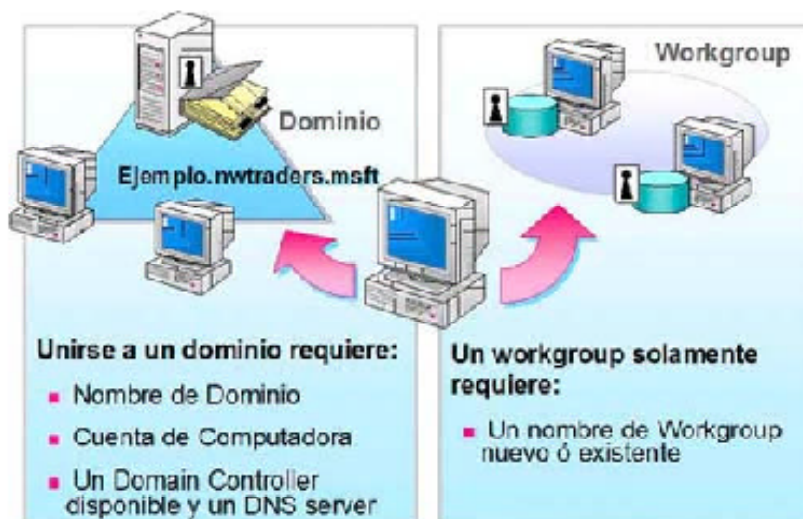 Dominio
Ejemplo.nwtraders.msft
Unirse a un dominio requiere:
Nombre de Dominio
Cuenta de Computadora
Un Domain Controller
disponible y un DNS server
Workgroup
Un workgroup solamente
requiere:
Un nombre de Workgroup
nuevo ó existente